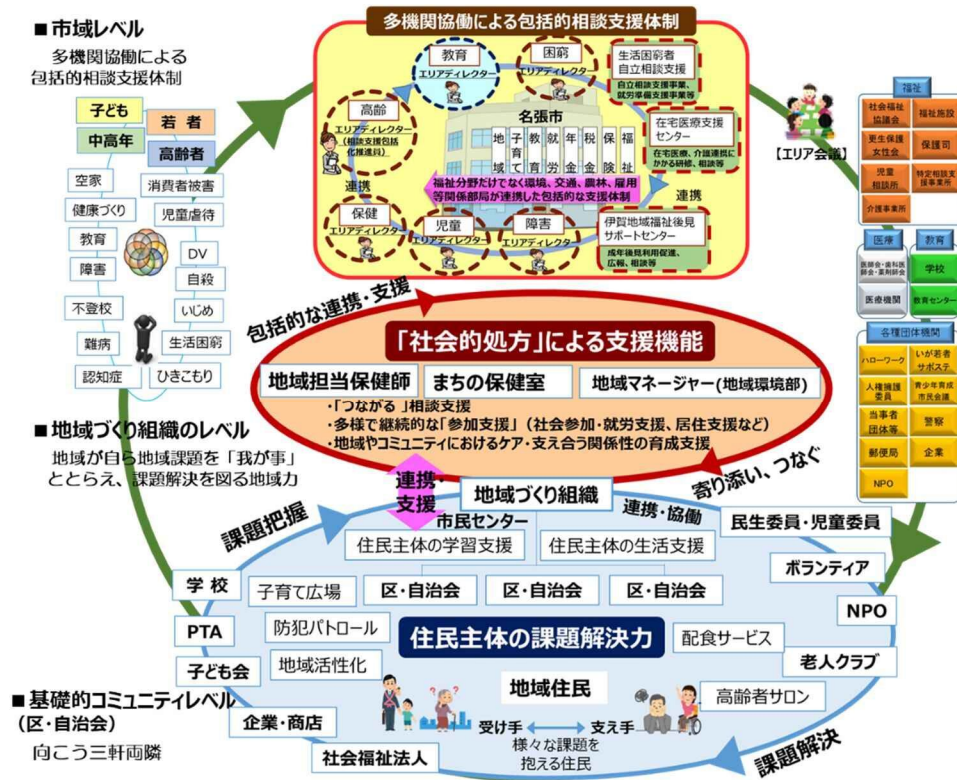 ■市域レベル
多機関協働による
包括的相談支援体制
子ども
若者
中高年
高齢者
空家
健康づくり
教育
障害
不登校
難病
認知症
消費者被害
児童虐待
DV
自殺
いじめ
生活困窮
ひきこもり
多機関協働による包括的相談支援体制
教育
エリアディレクター
困窮
エリアディレクター
高齢
エリアディレクター
(相談支援包括
化推進員)
名張市
地域
子育て
教育
就労
年金
税金
保険
福祉
福祉分野だけでなく環境、交通、農林、雇用
等関係部局が連携した包括的な支援体制
連携
連携
保健
エリアディレクター
児童
エリアディレクター
障害
エリアディレクター
生活困窮者
自立相談支援
自立相談支援事業、
就労準備支援事業等
在宅医療支援
センター
在宅医療、介護連携に
かかる研修、相談等
伊賀地域福祉後見
サポートセンター
成年後見利用促進、
広報、相談等
【エリア会議】
福祉
社会福祉
協議会
福祉施設
更生保護
女性会
保護司
児童
相談所
特定相談支
援事業所
介護事業所
医療
医師会・歯科医
師会・薬剤師会
医療機関
教育
学校
教育センター
各種団体機関
ハローワーク
いが若者
サポステ
人権擁護
委員
青少年育成
市民会議
当事者
団体等
警察
郵便局
企業
NPO
包括的な連携・支援
「社会的処方」による支援機能
地域担当保健師
まちの保健室
地域マネージャー(地域環境部)
・「つながる」相談支援
・多様で継続的な「参加支援」(社会参加・就労支援、居住支援など)
・地域やコミュニティにおけるケア・支え合う関係性の育成支援
寄り添い、つなぐ
■地域づくり組織のレベル
地域が自ら地域課題を「我が事」
ととらえ、課題解決を図る地域力
連携・
支援
地域づくり組織
市民センター
連携・協働
課題把握
住民主体の学習支援
住民主体の生活支援
民生委員・児童委員
ボランティア
NPO
老人クラブ
学校
PTA
子ども会
子育て広場
区・自治会
区・自治会
区・自治会
防犯パトロール
住民主体の課題解決力
配食サービス
地域活性化
地域住民
高齢者サロン
受け手
支え手
様々な課題を
抱える住民
企業・商店
社会福祉法人
課題解決
■基礎的コミュニティレベル
(区・自治会)
向こう三軒両隣